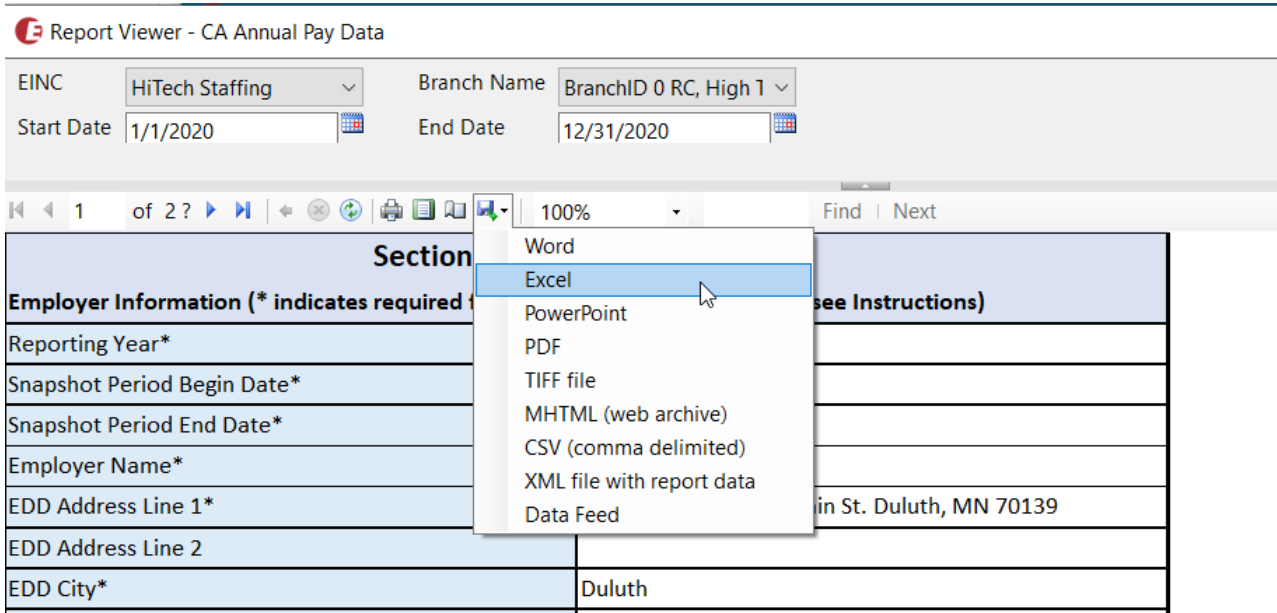 Report Viewer - CA Annual Pay Data
EINC HiTech Staffing Branch Name BranchID 0 RC, High T
Start Date 1/1/2020 End Date 12/31/2020
1 of 2 ? 100% Find | Next
Word
Excel
PowerPoint
PDF
TIFF file
MHTML (web archive)
CSV (comma delimited)
XML file with report data
Data Feed
Section
Employer Information (* indicates required see Instructions)
Reporting Year*
Snapshot Period Begin Date*
Snapshot Period End Date*
Employer Name*
EDD Address Line 1* in St. Duluth, MN 70139
EDD Address Line 2
EDD City* Duluth